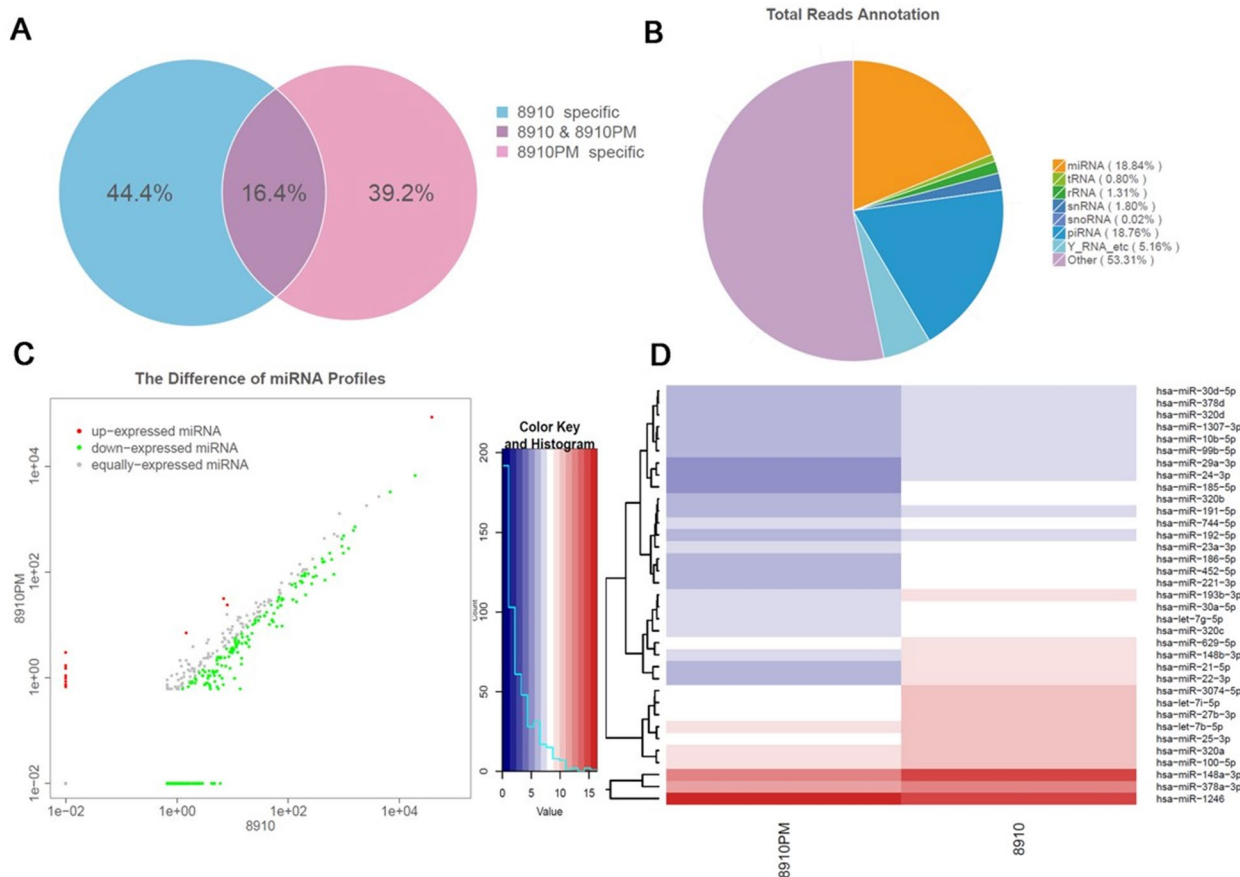 A
44.4%
16.4%
39.2%
8910 specific
8910 & 8910PM
8910PM specific
B
Total Reads Annotation
miRNA ( 18.84% )
tRNA ( 0.80% )
rRNA ( 1.31% )
snRNA ( 1.80% )
snoRNA ( 0.02% )
piRNA ( 18.76% )
Y_RNA_etc ( 5.16% )
Other ( 53.31% )
C
The Difference of miRNA Profiles
up-expressed miRNA
down-expressed miRNA
equally-expressed miRNA
1e+04
1e+02
1e+00
1e-02
8910PM
1e-02
1e+00
1e+02
1e+04
8910
Color Key
and Histogram
200
150
100
50
0
Count
0
5
10
15
Value
D
hsa-miR-30d-5p
hsa-miR-378d
hsa-miR-320d
hsa-miR-1307-3p
hsa-miR-10b-5p
hsa-miR-99b-5p
hsa-miR-29a-3p
hsa-miR-24-3p
hsa-miR-185-5p
hsa-miR-320b
hsa-miR-191-5p
hsa-miR-744-5p
hsa-miR-192-5p
hsa-miR-23a-3p
hsa-miR-186-5p
hsa-miR-452-5p
hsa-miR-221-3p
hsa-miR-193b-3p
hsa-miR-30a-5p
hsa-let-7g-5p
hsa-miR-320c
hsa-miR-629-5p
hsa-miR-148b-3p
hsa-miR-21-5p
hsa-miR-22-3p
hsa-miR-3074-5p
hsa-let-7i-5p
hsa-miR-27b-3p
hsa-let-7b-5p
hsa-miR-25-3p
hsa-miR-320a
hsa-miR-100-5p
hsa-miR-148a-3p
hsa-miR-378a-3p
hsa-miR-1246
8910PM
8910